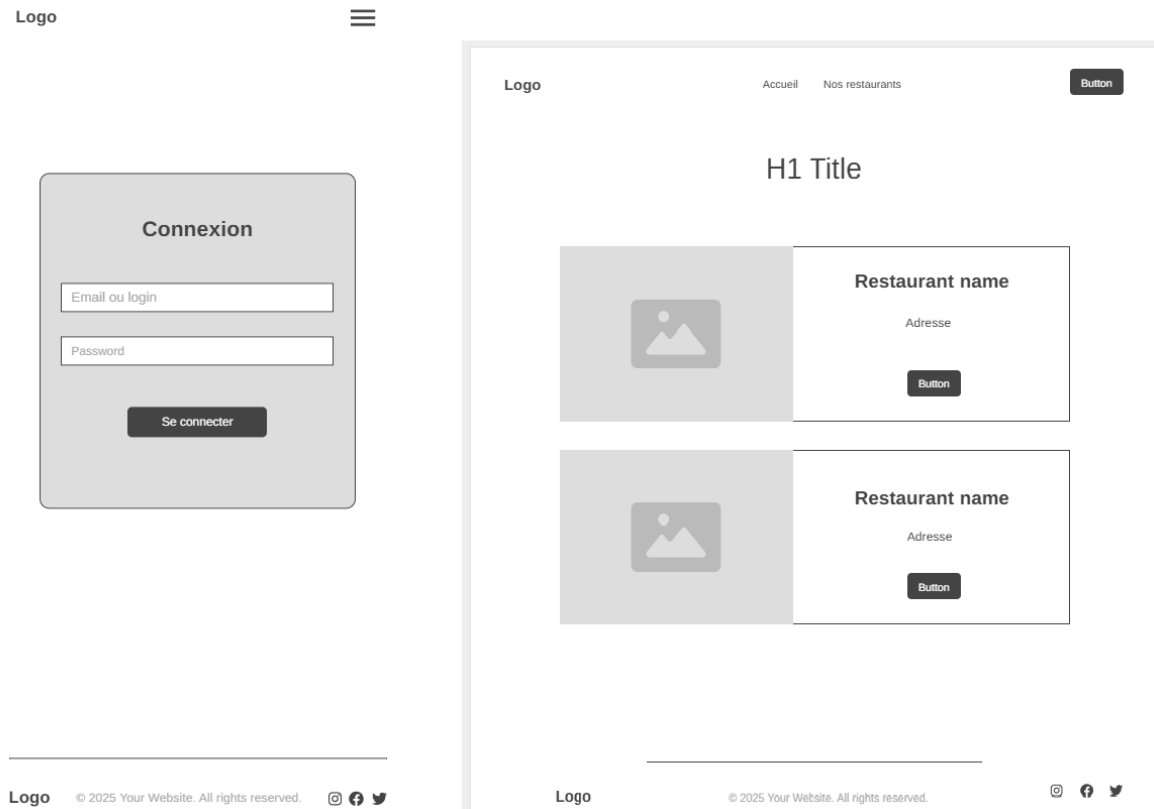 Logo
Connexion
Email ou login
Password
Se connecter
Logo
© 2025 Your Website. All rights reserved.
Logo
Accueil
Nos restaurants
Button
H1 Title
Restaurant name
Adresse
Button
Restaurant name
Adresse
Button
Logo
© 2025 Your Website. All rights reserved.